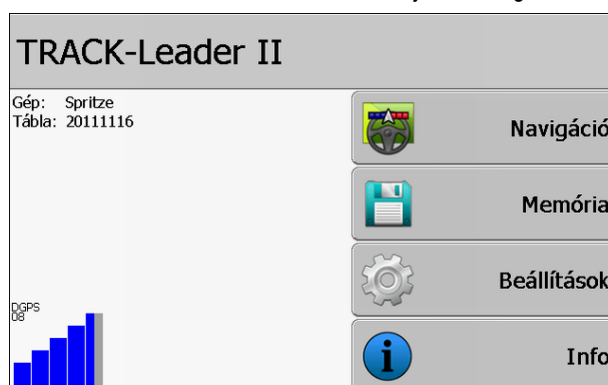 TRACK-Leader II
Gép: Spritze
Tábla: 20111116
Navigáció
Memória
Beállítások
Info
DGPS
08